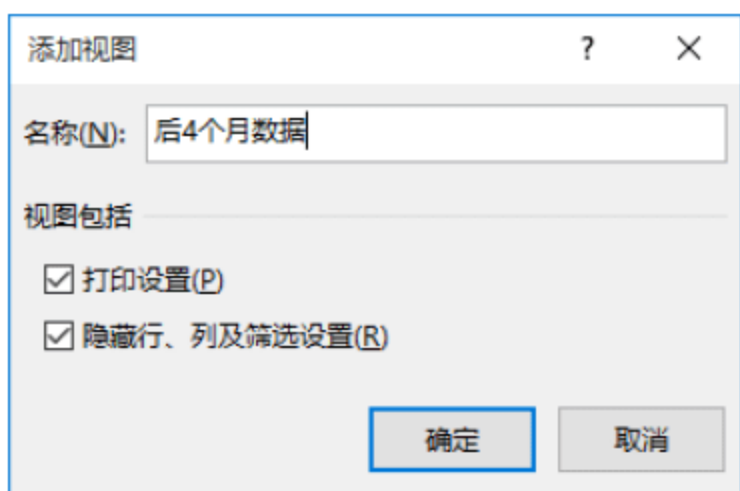 添加视图 ?
名称(N): 后4个月数据
视图包括
打印设置(P)
隐藏行、列及筛选设置(R)
确定 取消